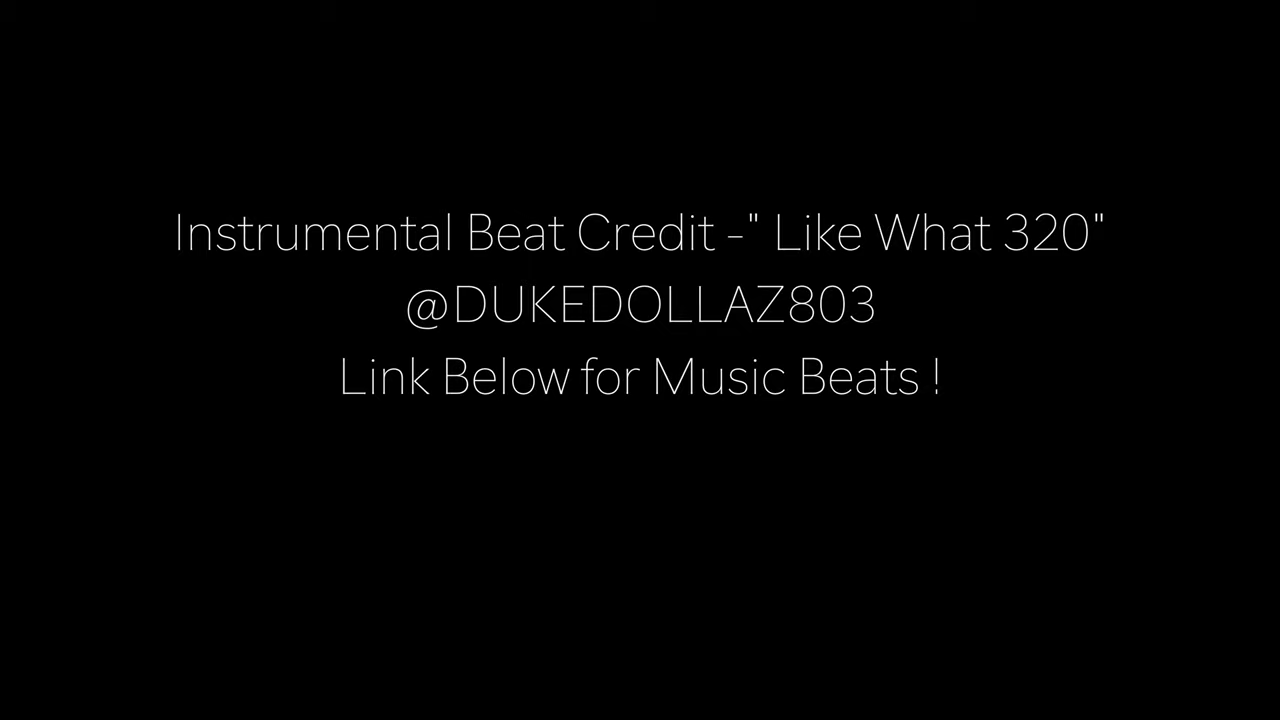 Instrumental Beat Credit -" Like What 320"
@DUKEDOLLAZ803
Link Below for Music Beats !